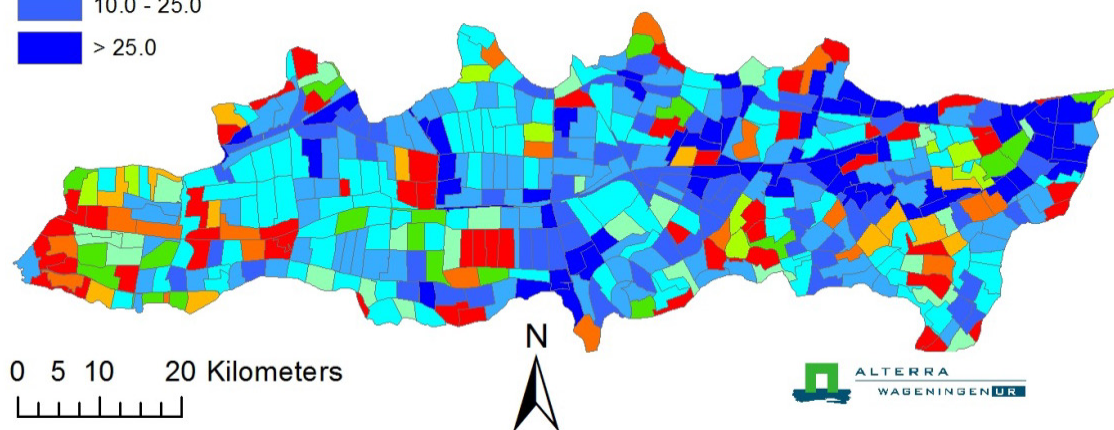 10.0 - 25.0
> 25.0
N
0 5 10 20 Kilometers
ALTERRA
WAGENINGEN UR